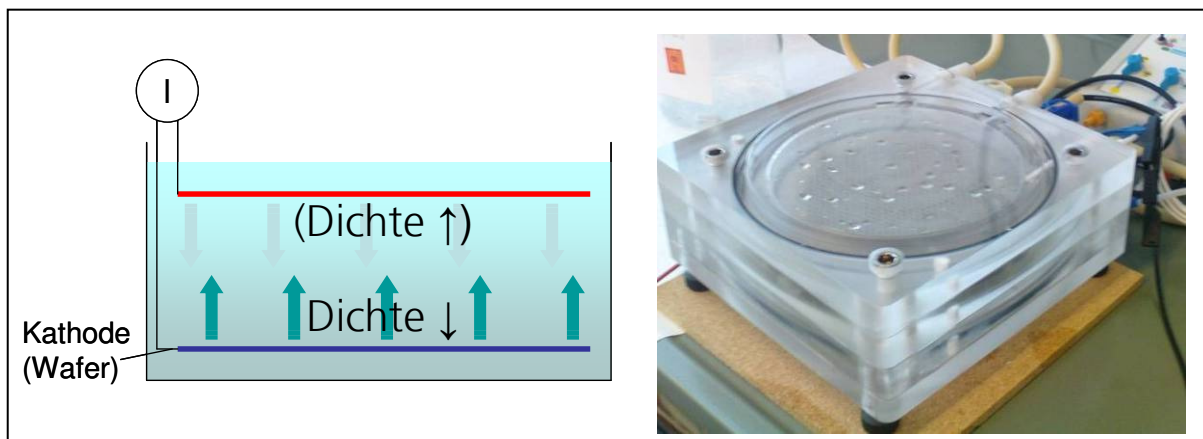 I
(Dichte ↑)
Dichte ↓
Kathode
(Wafer)